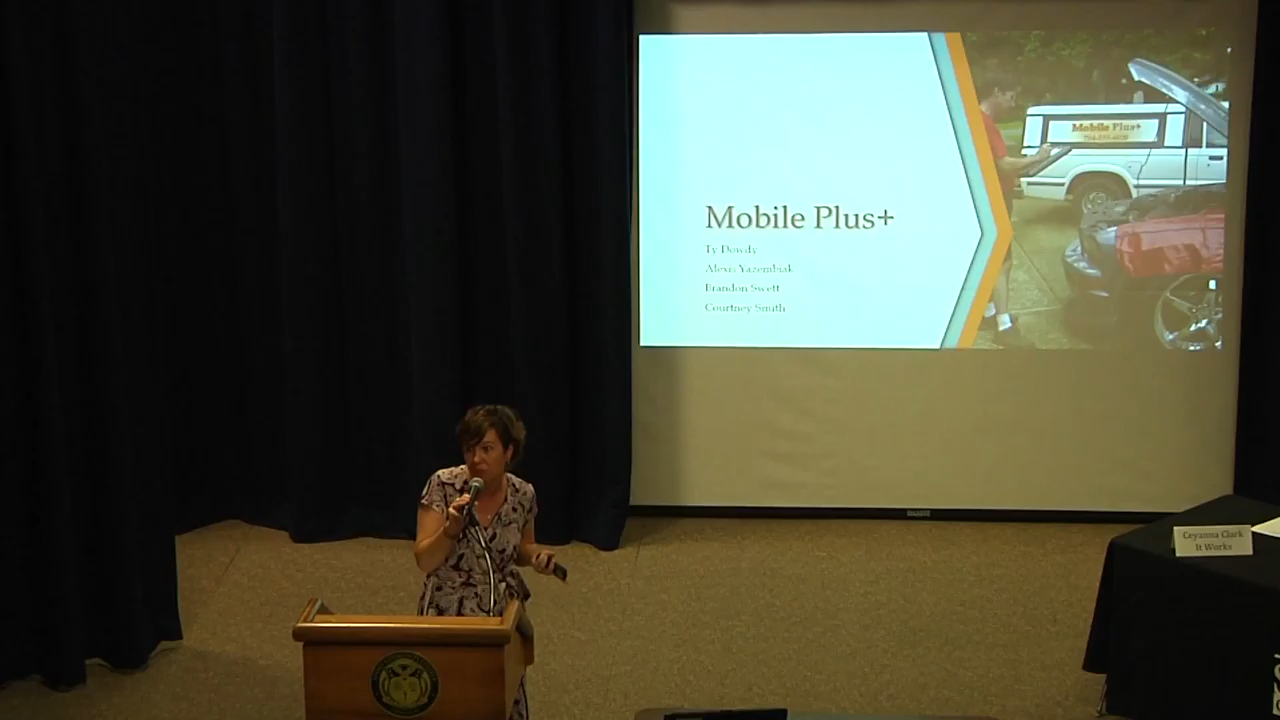 Mobile Plus+
Ty Dowdy
Alexis Yazembiak
Brandon Swett
Courtney Smith
Mobile Plus+
Ceyanna Clark
It Works